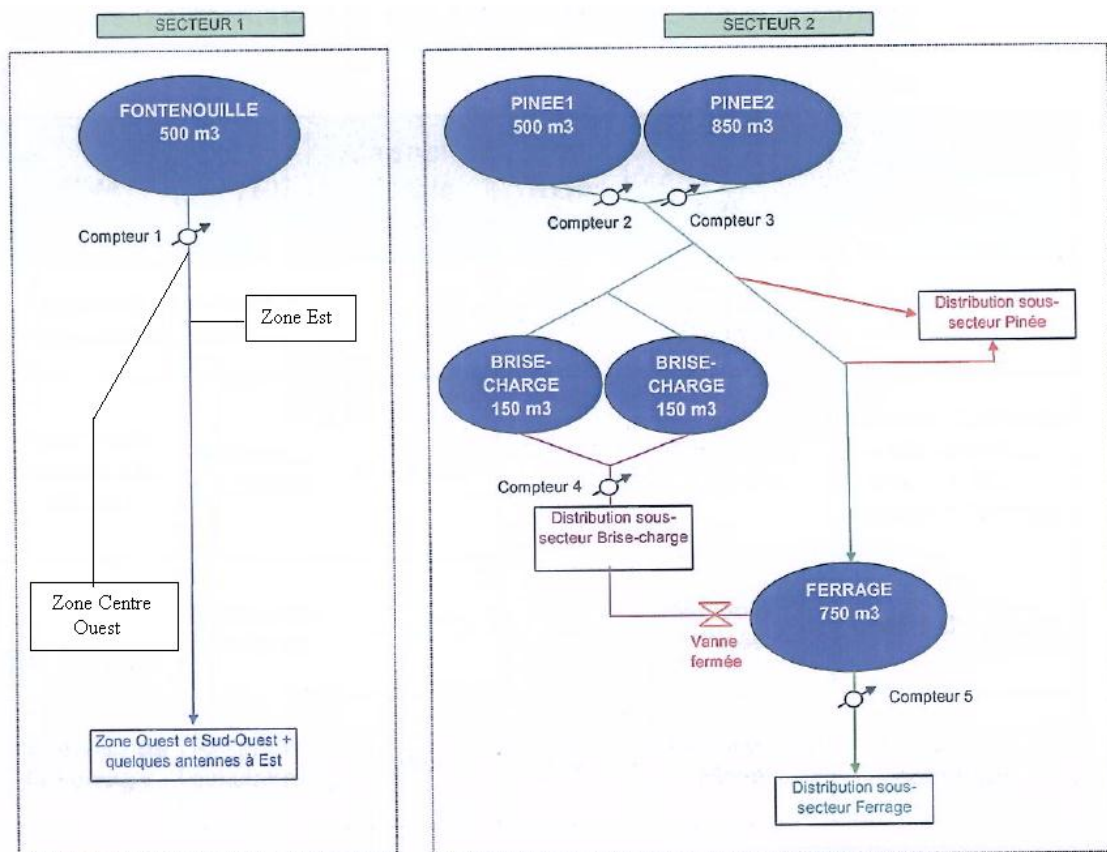 SECTEUR 1
SECTEUR 2
FONTENOUILLE
500 m3
PINEE1
500 m3
PINEE2
850 m3
Compteur 1
Compteur 2
Compteur 3
Zone Est
Distribution sous-
secteur Pinée
BRISE-
CHARGE
150 m3
BRISE-
CHARGE
150 m3
Compteur 4
Distribution sous-
secteur Brise-charge
Zone Centre
Ouest
FERRAGE
750 m3
Vanne
fermée
Compteur 5
Zone Ouest et Sud-Ouest +
quelques antennes à Est
Distribution sous-
secteur Ferrage